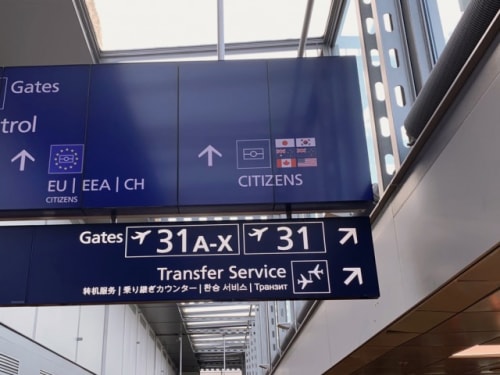 Gates
trol
EU | EEA | CH
CITIZENS
CITIZENS
Gates 31A-X 31
Transfer Service
转机服务 | 乗り継ぎカウンター | 환승 서비스 | Транзит